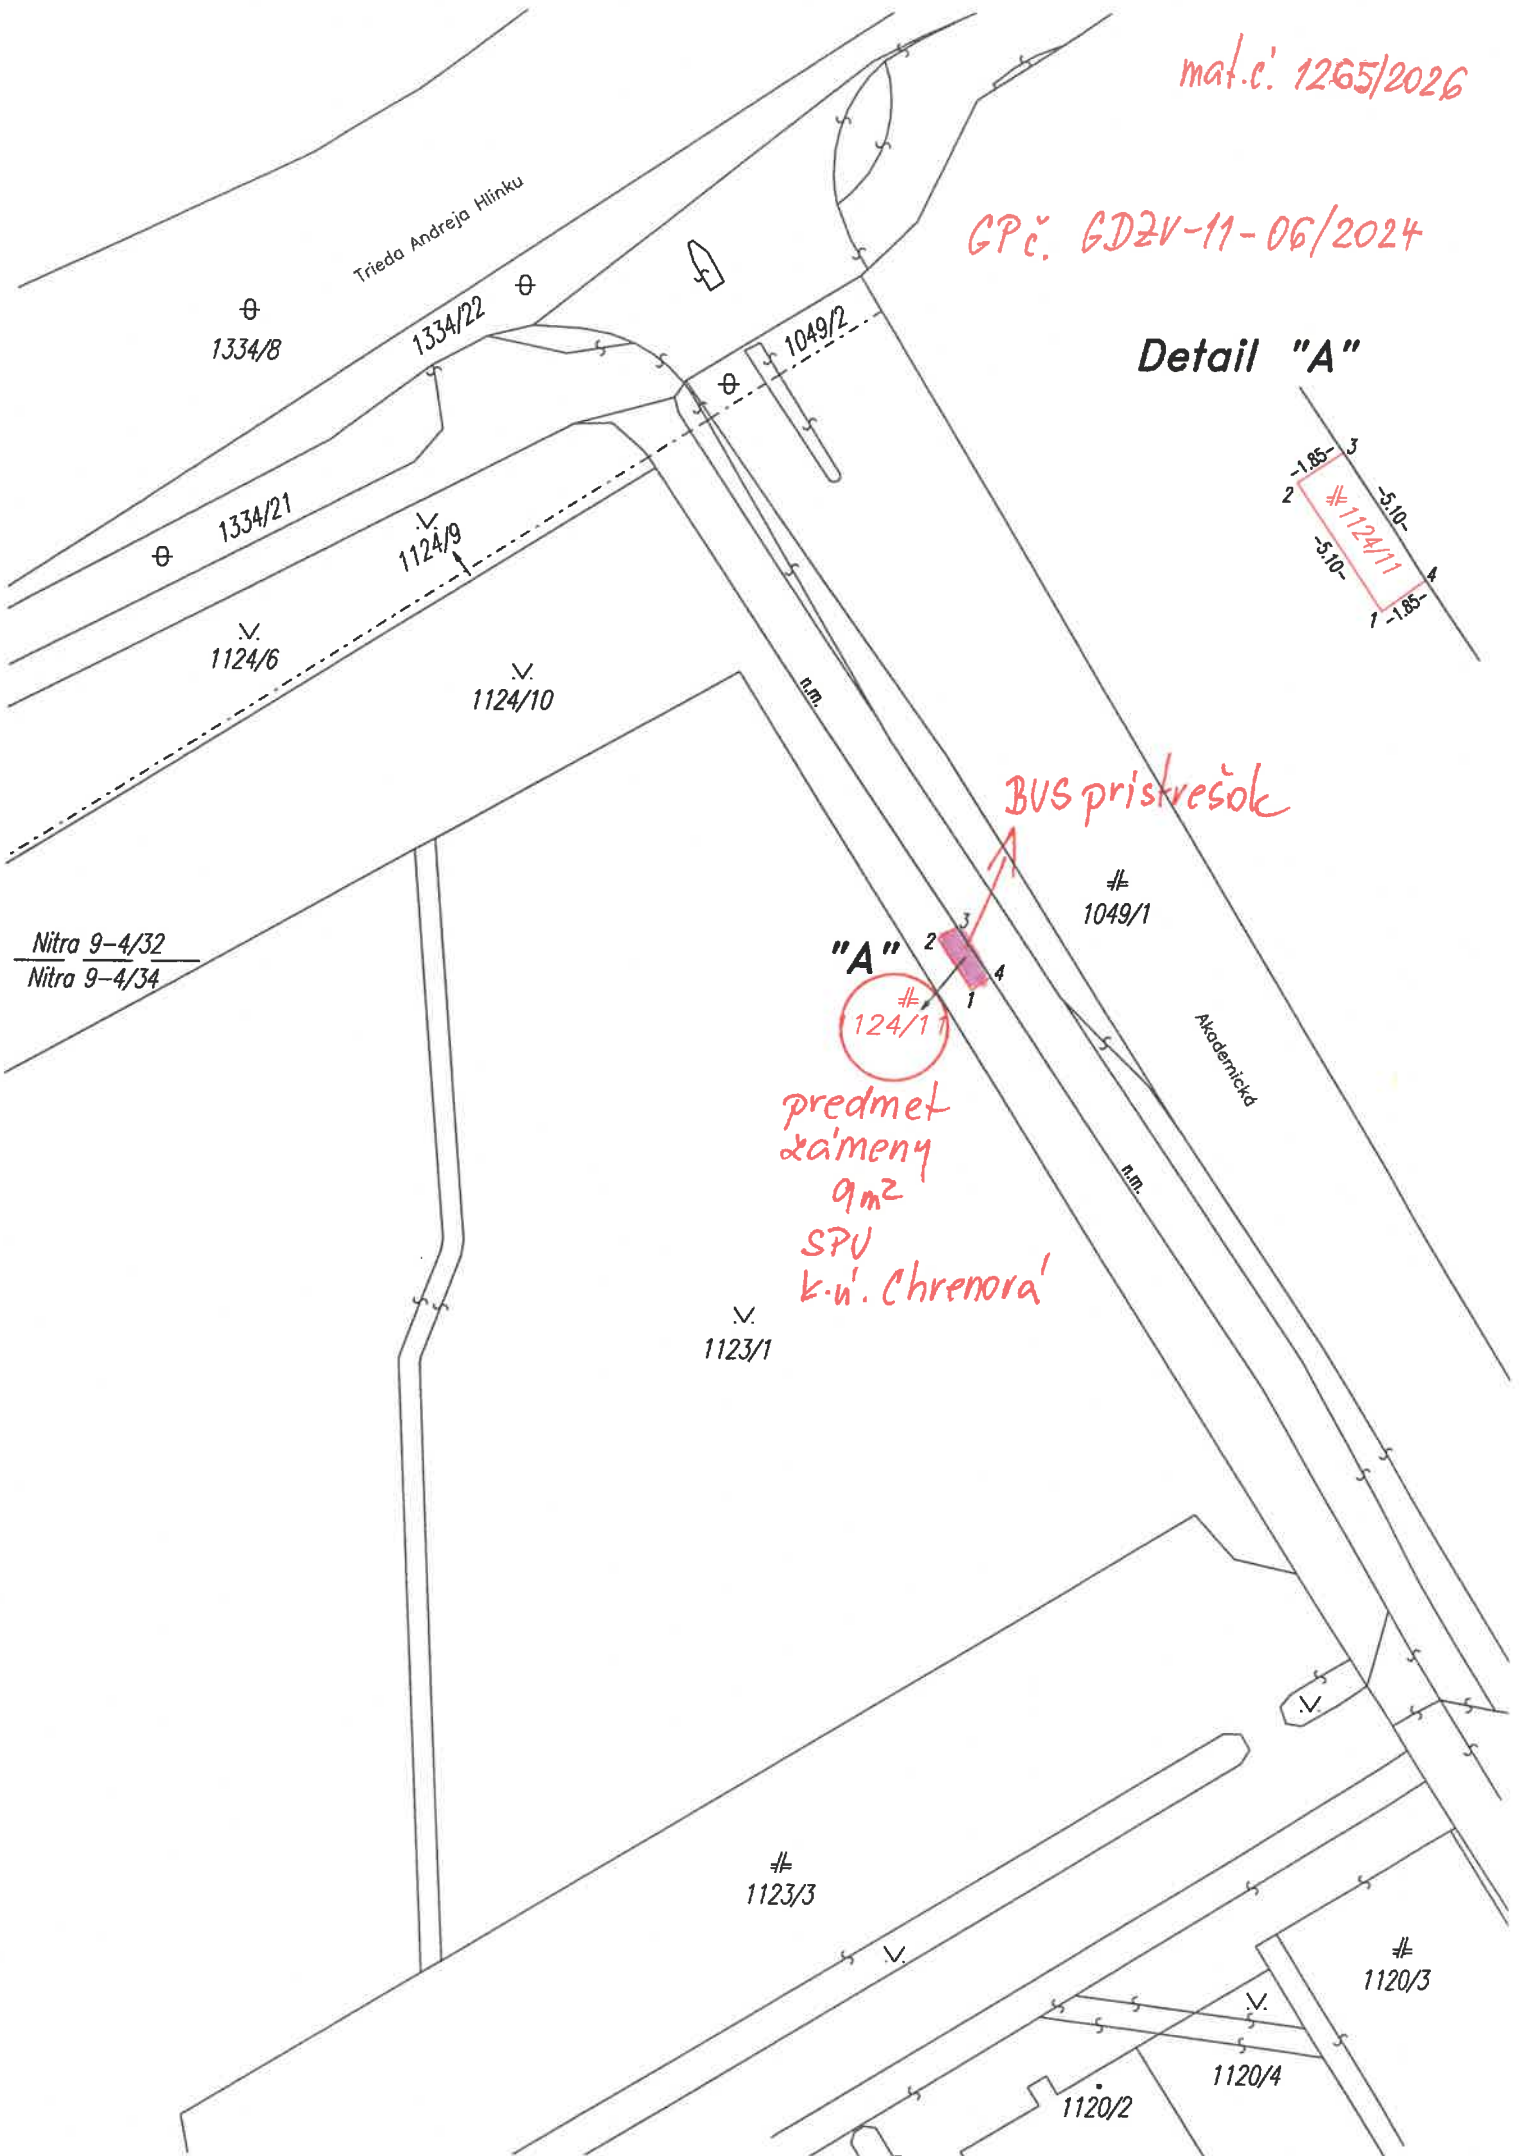 mat.č. 1265/2026
Trieda Andreja Hlinku
GPč. GDZV-11-06/2024
1334/8
1334/22
1049/2
Detail "A"
-1.85-
3
2
1124/11
-5.10-
-5.10-
4
1
-1.85-
1334/21
1124/9
1124/6
1124/10
n.m.
BUS prístrešok
1049/1
Nitra 9-4/32
Nitra 9-4/34
"A"
2
3
4
1
124/11
Akademická
predmet
zámeny
9m²
SPU
k.ú. Chrenová
n.m.
1123/1
1123/3
1120/3
1120/4
1120/2